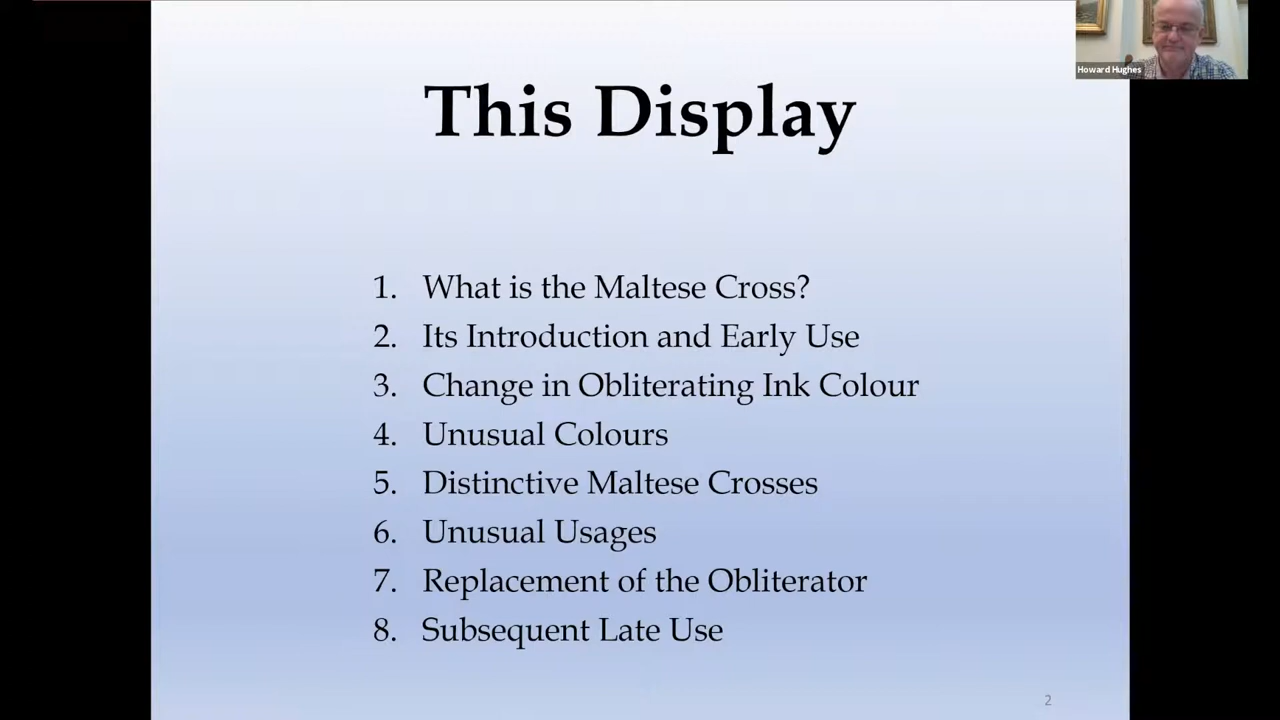 Howard Hughes
This Display
1. What is the Maltese Cross?
2. Its Introduction and Early Use
3. Change in Obliterating Ink Colour
4. Unusual Colours
5. Distinctive Maltese Crosses
6. Unusual Usages
7. Replacement of the Obliterator
8. Subsequent Late Use
2